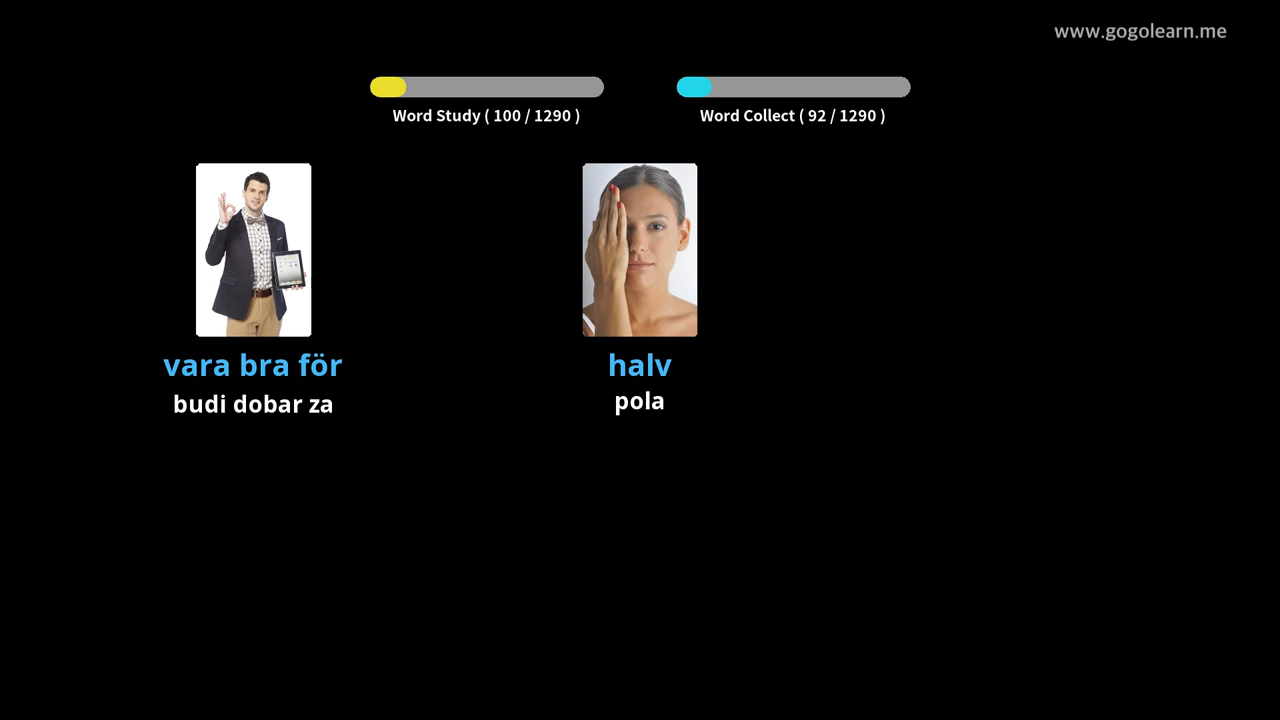 www.gogolearn.me
Word Study ( 100 / 1290 )
Word Collect ( 92 / 1290 )
vara bra för
budi dobar za
halv
pola